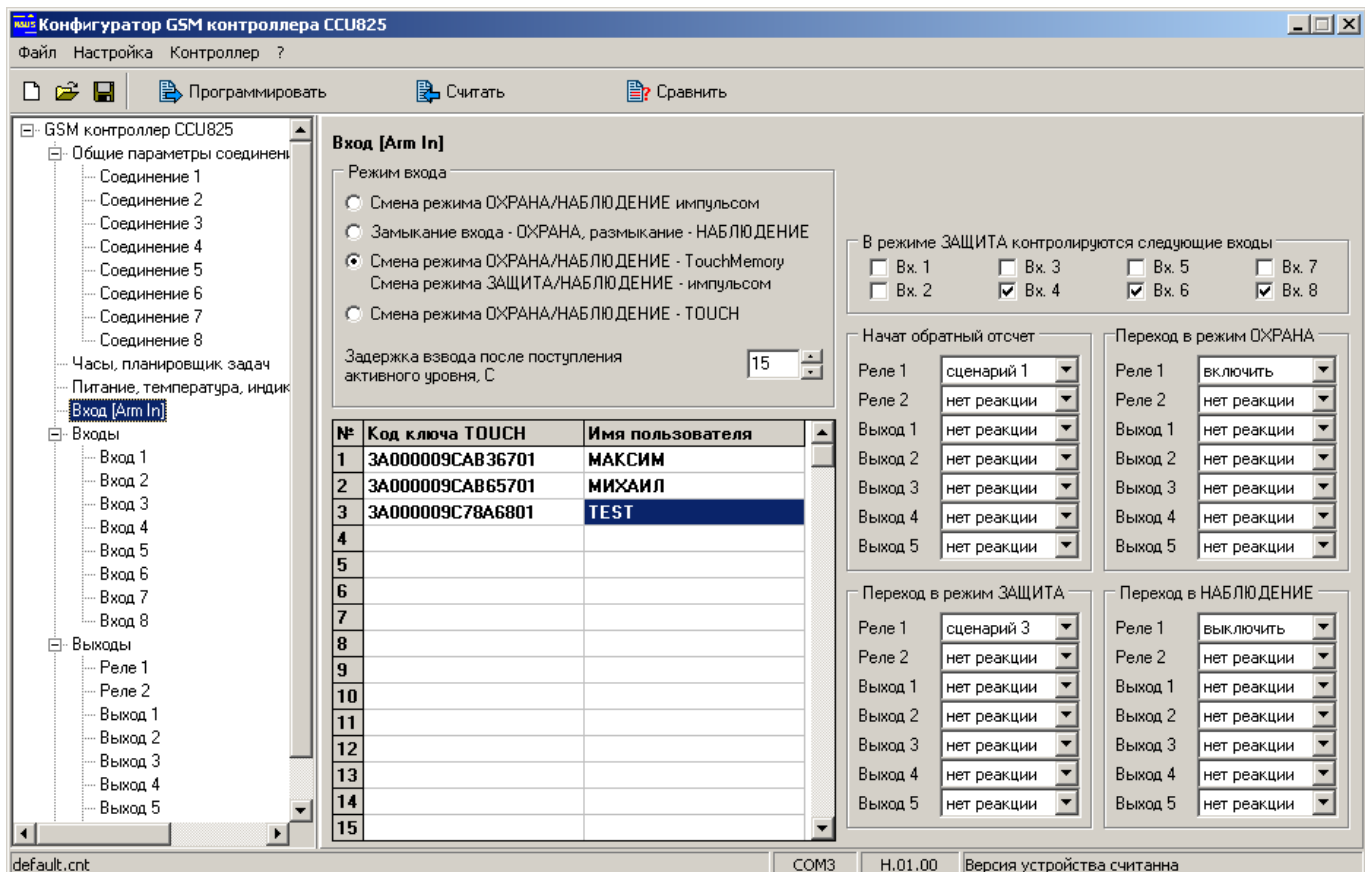 Конфигуратор GSM контроллера CCU825
Файл Настройка Контроллер ?
Программировать Считать Сравнить
GSM контроллер CCU825
Общие параметры соединени
Соединение 1
Соединение 2
Соединение 3
Соединение 4
Соединение 5
Соединение 6
Соединение 7
Соединение 8
Часы, планировщик задач
Питание, температура, индик
Вход [Arm In]
Входы
Вход 1
Вход 2
Вход 3
Вход 4
Вход 5
Вход 6
Вход 7
Вход 8
Выходы
Реле 1
Реле 2
Выход 1
Выход 2
Выход 3
Выход 4
Выход 5
Вход [Arm In]
Режим входа
Смена режима ОХРАНА/НАБЛЮДЕНИЕ импульсом
Замыкание входа - ОХРАНА, размыкание - НАБЛЮДЕНИЕ
Смена режима ОХРАНА/НАБЛЮДЕНИЕ - TouchMemory
Смена режима ЗАЩИТА/НАБЛЮДЕНИЕ - импульсом
Смена режима ОХРАНА/НАБЛЮДЕНИЕ - TOUCH
Задержка взвода после поступления
активного уровня, С 15
№ Код ключа TOUCH Имя пользователя
1 3A000009CAB36701 МАКСИМ
2 3A000009CAB65701 МИХАИЛ
3 3A000009C78A6801 TEST
4
5
6
7
8
9
10
11
12
13
14
15
В режиме ЗАЩИТА контролируются следующие входы
Вх. 1 Вх. 3 Вх. 5 Вх. 7
Вх. 2 Вх. 4 Вх. 6 Вх. 8
Начат обратный отсчет
Реле 1 сценарий 1
Реле 2 нет реакции
Выход 1 нет реакции
Выход 2 нет реакции
Выход 3 нет реакции
Выход 4 нет реакции
Выход 5 нет реакции
Переход в режим ОХРАНА
Реле 1 включить
Реле 2 нет реакции
Выход 1 нет реакции
Выход 2 нет реакции
Выход 3 нет реакции
Выход 4 нет реакции
Выход 5 нет реакции
Переход в режим ЗАЩИТА
Реле 1 сценарий 3
Реле 2 нет реакции
Выход 1 нет реакции
Выход 2 нет реакции
Выход 3 нет реакции
Выход 4 нет реакции
Выход 5 нет реакции
Переход в НАБЛЮДЕНИЕ
Реле 1 выключить
Реле 2 нет реакции
Выход 1 нет реакции
Выход 2 нет реакции
Выход 3 нет реакции
Выход 4 нет реакции
Выход 5 нет реакции
default.cnt COM3 H.01.00 Версия устройства считанна